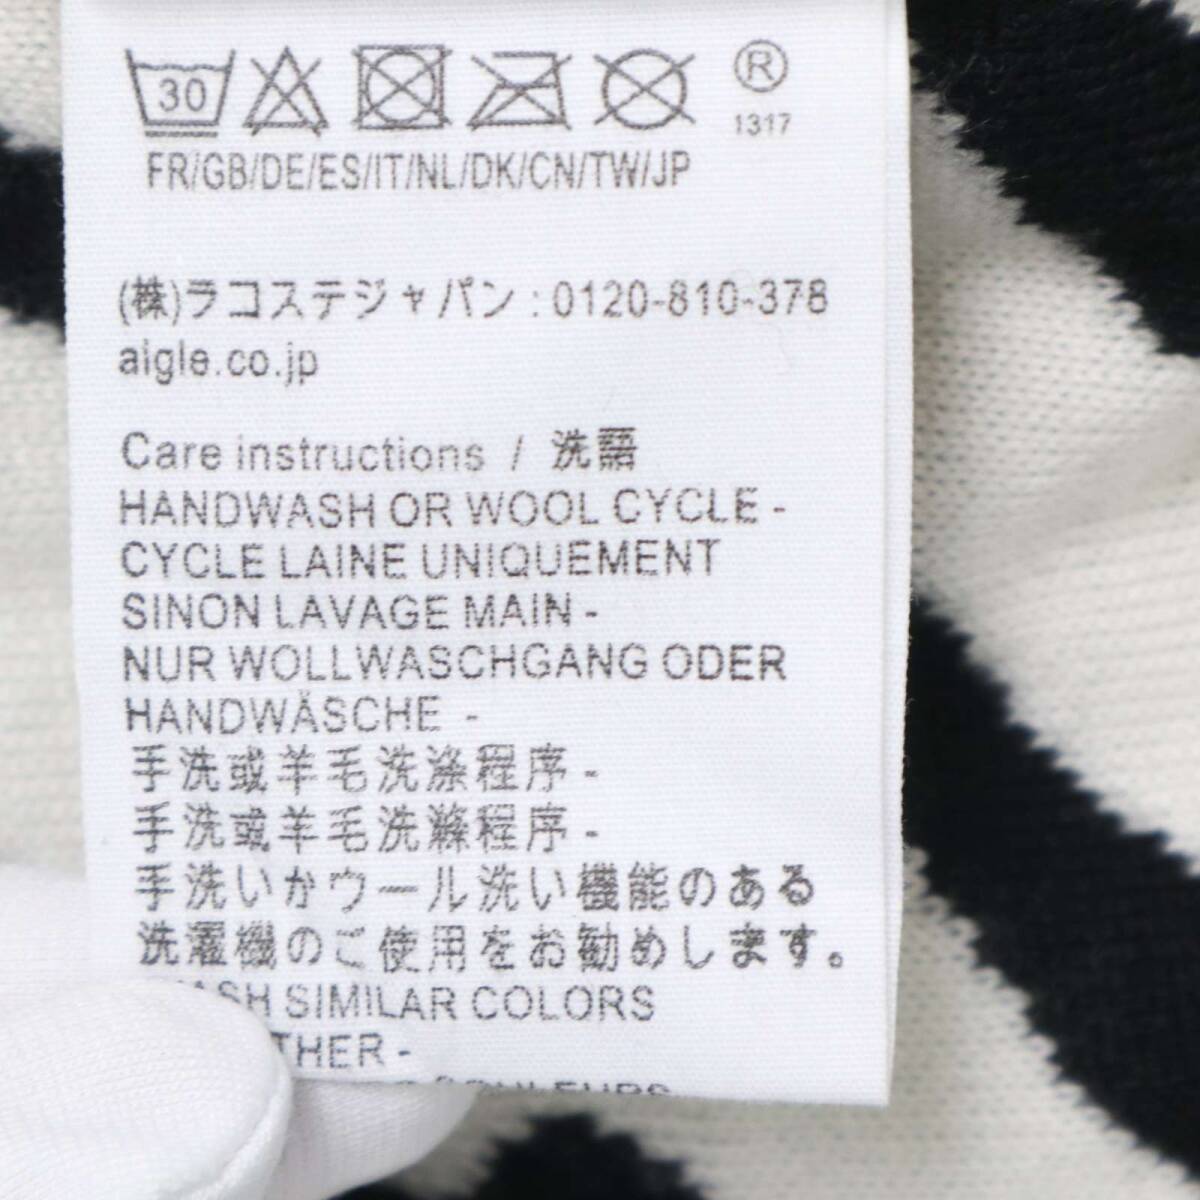 30
®
1317
FR/GB/DE/ES/IT/NL/DK/CN/TW/JP
(株)ラコステジャパン : 0120-810-378
aigle.co.jp
Care instructions / 洗語
HANDWASH OR WOOL CYCLE -
CYCLE LAINE UNIQUEMENT
SINON LAVAGE MAIN -
NUR WOLLWASCHGANG ODER
HANDWÄSCHE -
手洗或羊毛洗涤程序 -
手洗或羊毛洗滌程序 -
手洗いかウール洗い機能のある
洗濯機のご使用をお勧めします。
SIMILAR COLORS